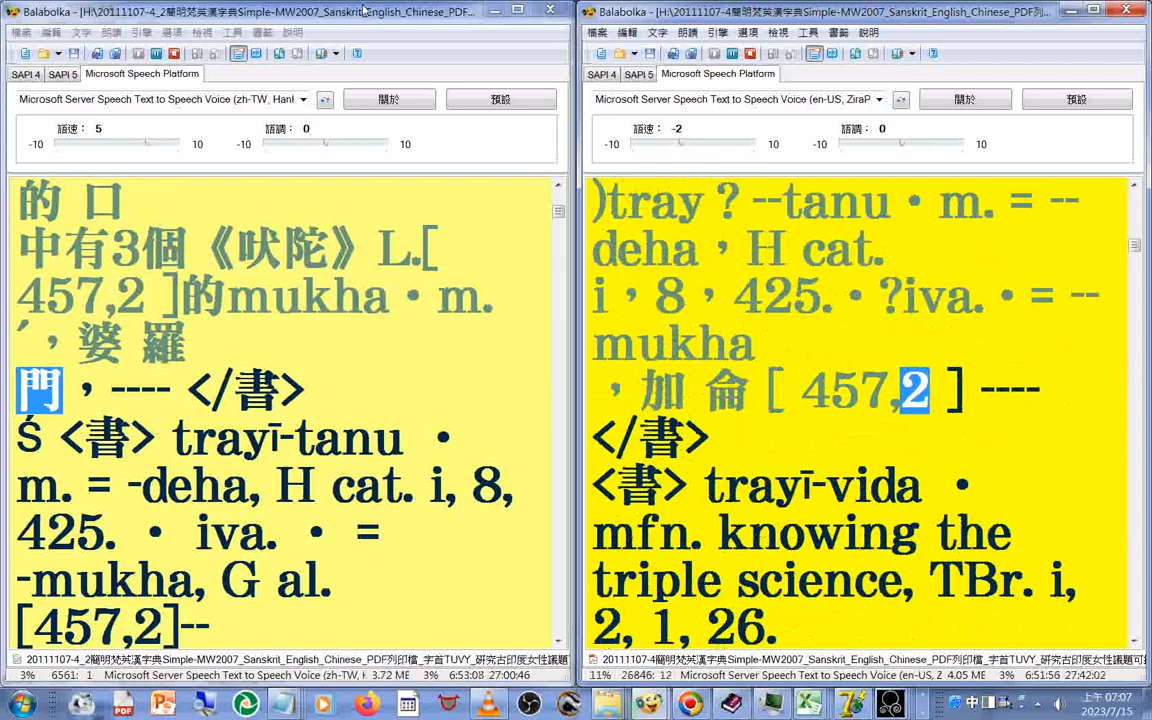 Balabolka - [H:\20111107-4_2簡明梵英漢字典Simple-MW2007_Sanskrit_English_Chinese_PDF...
檔案 編輯 文字 朗讀 引擎 選項 檢視 工具 書籤 說明
SAPI 4 SAPI 5 Microsoft Speech Platform
Microsoft Server Speech Text to Speech Voice (zh-TW, Hanl
關於 預設
語速： 5 語調： 0
-10 10 -10 10
的 口
中有3個《吠陀》L.[
457,2 ]的mukha・m.
´，婆 羅
門，---- </書>
Ś <書> trayī-tanu ・
m. = -deha, H cat. i, 8,
425. ・ iva. ・ =
-mukha, G al.
[457,2]--
20111107-4_2簡明梵英漢字典Simple-MW2007_Sanskrit_English_Chinese_PDF列印檔_字首TUVY_研究古印度女性議題
3% 6561: 1 Microsoft Server Speech Text to Speech Voice (zh-TW, H 3.72 MB 3% 6:53:08 27:00:46
Balabolka - [H:\20111107-4簡明梵英漢字典Simple-MW2007_Sanskrit_English_Chinese_PDF列...
檔案 編輯 文字 朗讀 引擎 選項 檢視 工具 書籤 說明
SAPI 4 SAPI 5 Microsoft Speech Platform
Microsoft Server Speech Text to Speech Voice (en-US, ZiraP
關於 預設
語速： -2 語調： 0
-10 10 -10 10
)tray ? --tanu・m. = --
deha，H cat.
i，8，425. ・?iva. ・= --
mukha
，加 侖 [ 457,2 ] ----
</書>
<書> trayī-vida ・
mfn. knowing the
triple science, TBr. i,
2, 1, 26.
20111107-4簡明梵英漢字典Simple-MW2007_Sanskrit_English_Chinese_PDF列印檔_字首TUVY_研究古印度女性議題可
11% 26846: 12 Microsoft Server Speech Text to Speech Voice (en-US, Z 4.05 MB 3% 6:51:56 27:42:02
中
上午 07:07
2023/7/15